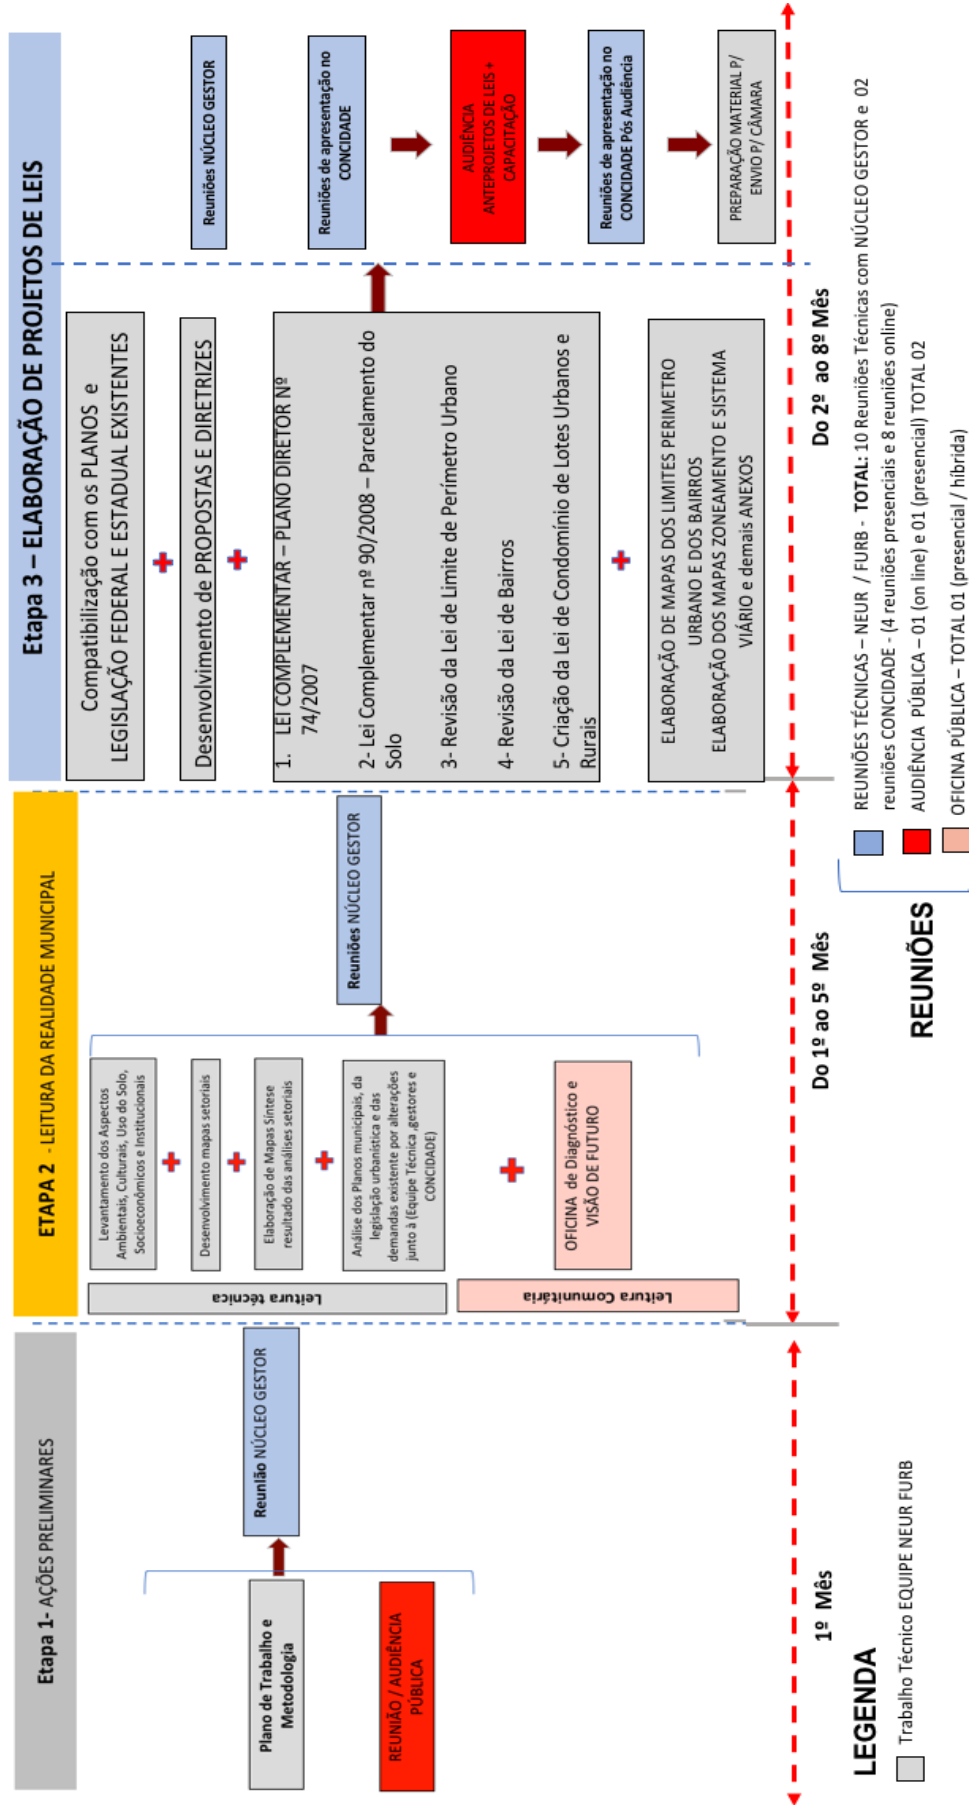 Etapa 1- AÇÕES PRELIMINARES
Plano de Trabalho e
Metodologia
REUNIÃO / AUDIÊNCIA
PÚBLICA
Reunião NÚCLEO GESTOR
1º Mês
ETAPA 2 - LEITURA DA REALIDADE MUNICIPAL
Leitura técnica
Levantamento dos Aspectos
Ambientais, Culturais, Uso do Solo,
Socioeconômicos e Institucionais
Desenvolvimento mapas setoriais
Elaboração de Mapas Síntese
resultado das análises setoriais
Análise dos Planos municipais, da
legislação urbanística e das
demandas existente por alterações
junto à (Equipe Técnica ,gestores e
CONCIDADE)
Leitura Comunitária
OFICINA de Diagnóstico e
VISÃO DE FUTURO
Reuniões NÚCLEO GESTOR
Do 1º ao 5º Mês
Etapa 3 – ELABORAÇÃO DE PROJETOS DE LEIS
Compatibilização com os PLANOS e
LEGISLAÇÃO FEDERAL E ESTADUAL EXISTENTES
Desenvolvimento de PROPOSTAS E DIRETRIZES
1. LEI COMPLEMENTAR – PLANO DIRETOR Nº
74/2007
2- Lei Complementar nº 90/2008 – Parcelamento do
Solo
3- Revisão da Lei de Limite de Perímetro Urbano
4- Revisão da Lei de Bairros
5- Criação da Lei de Condomínio de Lotes Urbanos e
Rurais
ELABORAÇÃO DE MAPAS DOS LIMITES PERIMETRO
URBANO E DOS BAIRROS
ELABORAÇÃO DOS MAPAS ZONEAMENTO E SISTEMA
VIÁRIO e demais ANEXOS
Reuniões NÚCLEO GESTOR
Reuniões de apresentação no
CONCIDADE
AUDIÊNCIA
ANTEPROJETOS DE LEIS +
CAPACITAÇÃO
Reuniões de apresentação no
CONCIDADE Pós Audiência
PREPARAÇÃO MATERIAL P/
ENVIO P/ CÂMARA
Do 2º ao 8º Mês
LEGENDA
Trabalho Técnico EQUIPE NEUR FURB
REUNIÕES
REUNIÕES TÉCNICAS – NEUR / FURB - TOTAL: 10 Reuniões Técnicas com NÚCLEO GESTOR e 02
reuniões CONCIDADE - (4 reuniões presenciais e 8 reuniões online)
AUDIÊNCIA PÚBLICA – 01 (on line) e 01 (presencial) TOTAL 02
OFICINA PÚBLICA – TOTAL 01 (presencial / híbrida)